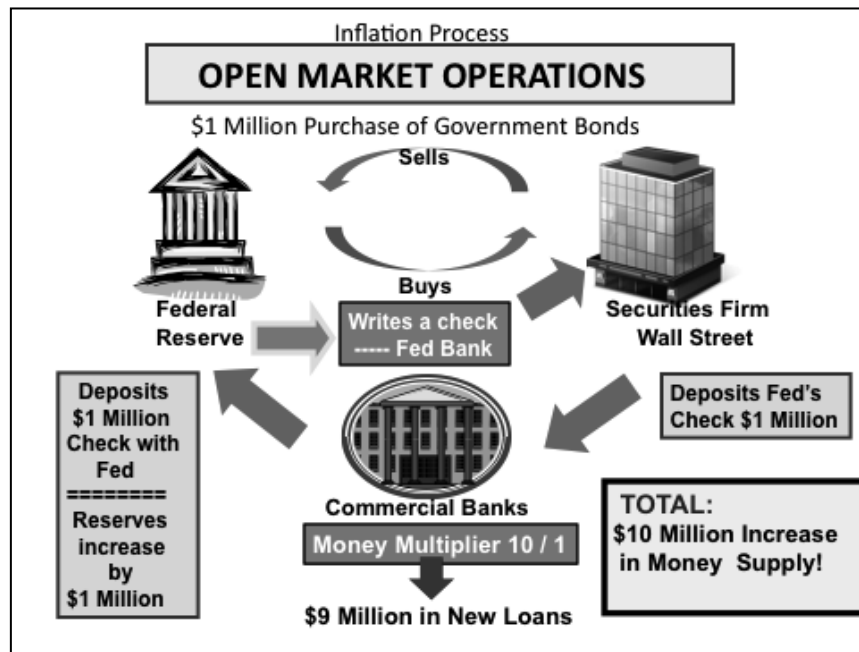 Inflation Process
OPEN MARKET OPERATIONS
$1 Million Purchase of Government Bonds
Sells
Buys
Federal
Reserve
Writes a check
----- Fed Bank
Securities Firm
Wall Street
Deposits
$1 Million
Check with
Fed
========
Reserves
increase
by
$1 Million
Deposits Fed's
Check $1 Million
Commercial Banks
Money Multiplier 10 / 1
$9 Million in New Loans
TOTAL:
$10 Million Increase
in Money Supply!